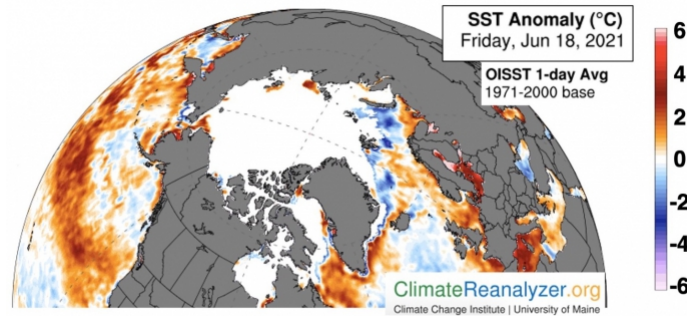 SST Anomaly (°C)
Friday, Jun 18, 2021
OISST 1-day Avg
1971-2000 base
6
4
2
0
-2
-4
-6
ClimateReanalyzer.org
Climate Change Institute | University of Maine